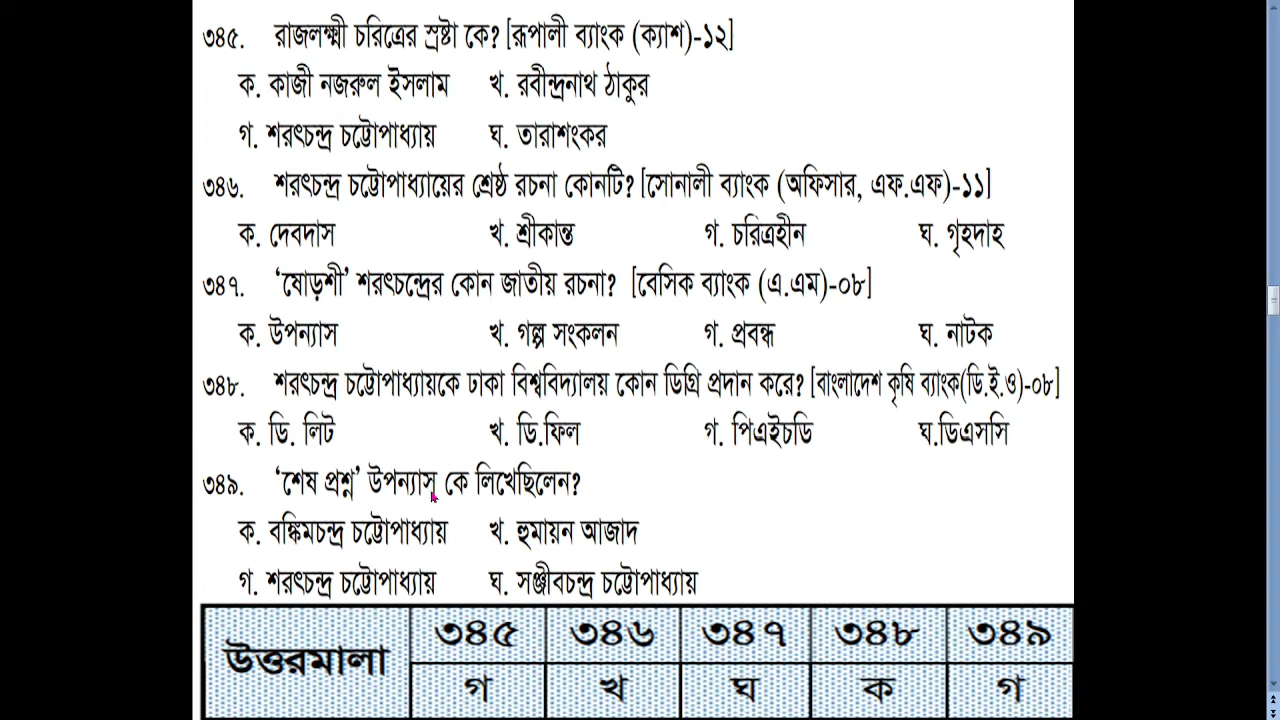 ৩৪৫. রাজলক্ষ্মী চরিত্রের স্রষ্টা কে? [রূপালী ব্যাংক (ক্যাশ)-১২]
ক. কাজী নজরুল ইসলাম খ. রবীন্দ্রনাথ ঠাকুর
গ. শরৎচন্দ্র চট্টোপাধ্যায় ঘ. তারাশংকর
৩৪৬. শরৎচন্দ্র চট্টোপাধ্যায়ের শ্রেষ্ঠ রচনা কোনটি? [সোনালী ব্যাংক (অফিসার, এফ.এফ)-১১]
ক. দেবদাস খ. শ্রীকান্ত গ. চরিত্রহীন ঘ. গৃহদাহ
৩৪৭. ‘ষোড়শী’ শরৎচন্দ্রের কোন জাতীয় রচনা? [বেসিক ব্যাংক (এ.এম)-০৮]
ক. উপন্যাস খ. গল্প সংকলন গ. প্রবন্ধ ঘ. নাটক
৩৪৮. শরৎচন্দ্র চট্টোপাধ্যায়কে ঢাকা বিশ্ববিদ্যালয় কোন ডিগ্রি প্রদান করে? [বাংলাদেশ কৃষি ব্যাংক(ডি.ই.ও)-০৮]
ক. ডি. লিট খ. ডি.ফিল গ. পিএইচডি ঘ.ডিএসসি
৩৪৯. ‘শেষ প্রশ্ন’ উপন্যাস কে লিখেছিলেন?
ক. বঙ্কিমচন্দ্র চট্টোপাধ্যায় খ. হুমায়ন আজাদ
গ. শরৎচন্দ্র চট্টোপাধ্যায় ঘ. সঞ্জীবচন্দ্র চট্টোপাধ্যায়
উত্তরমালা ৩৪৫ ৩৪৬ ৩৪৭ ৩৪৮ ৩৪৯
গ খ ঘ ক গ